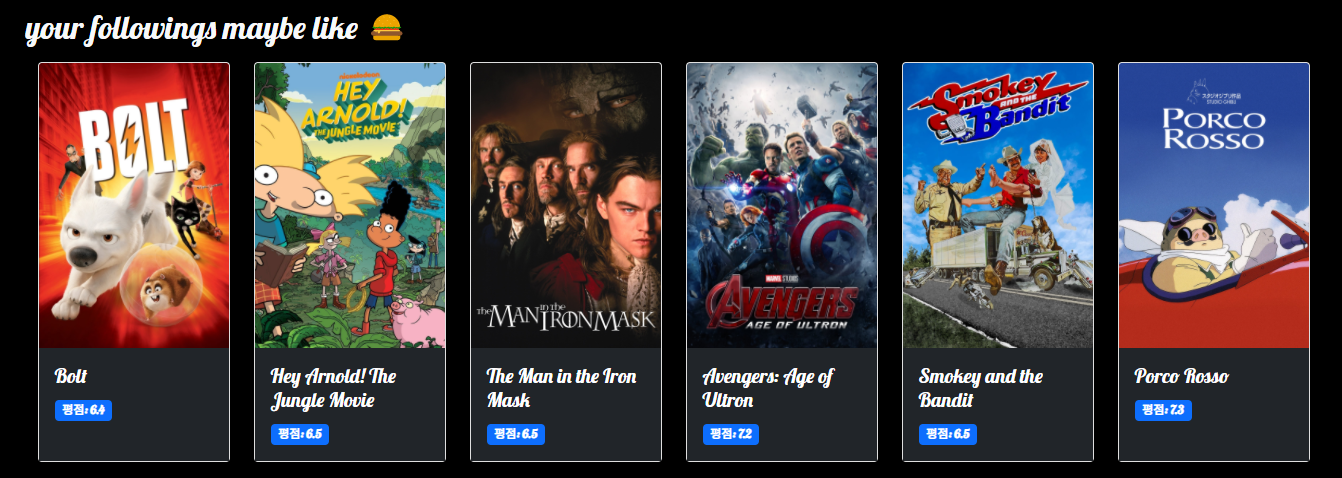 your followings maybe like
BOLT
nickelodeon
HEY
ARNOLD!
THE JUNGLE MOVIE
the MAN in the IRON MASK
MARVEL STUDIOS
AVENGERS
AGE OF ULTRON
Smokey
AND THE
Bandit
スタジオジブリ作品
STUDIO GHIBLI
PORCO
ROSSO
Bolt
평점: 6.4
Hey Arnold! The
Jungle Movie
평점: 6.5
The Man in the Iron
Mask
평점: 6.5
Avengers: Age of
Ultron
평점: 7.2
Smokey and the
Bandit
평점: 6.5
Porco Rosso
평점: 7.3